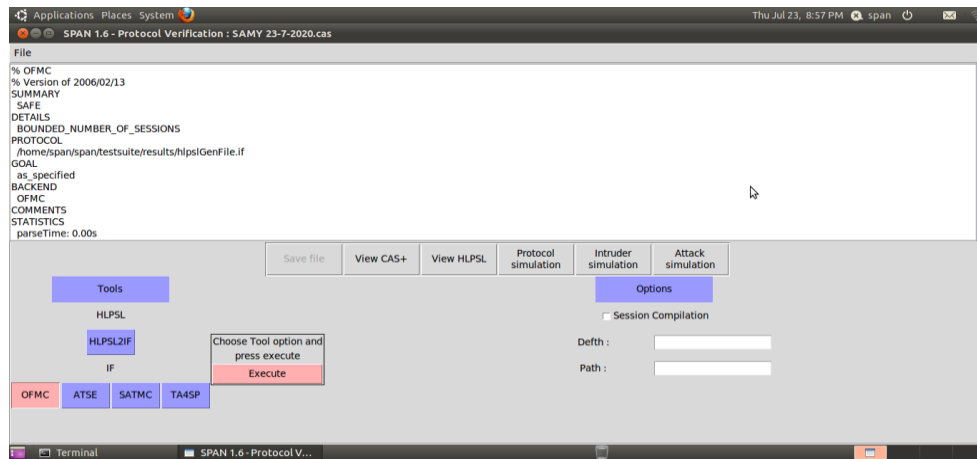 Applications Places System
Thu Jul 23, 8:57 PM span
SPAN 1.6 - Protocol Verification : SAMY 23-7-2020.cas
File
% OFMC
% Version of 2006/02/13
SUMMARY
SAFE
DETAILS
BOUNDED_NUMBER_OF_SESSIONS
PROTOCOL
/home/span/span/testsuite/results/hlpslGenFile.if
GOAL
as_specified
BACKEND
OFMC
COMMENTS
STATISTICS
parseTime: 0.00s
Save file
View CAS+
View HLPSL
Protocol
simulation
Intruder
simulation
Attack
simulation
Tools
HLPSL
HLPSL2IF
IF
OFMC
ATSE
SATMC
TA4SP
Choose Tool option and
press execute
Execute
Options
Session Compilation
Defth :
Path :
Terminal
SPAN 1.6 - Protocol V...